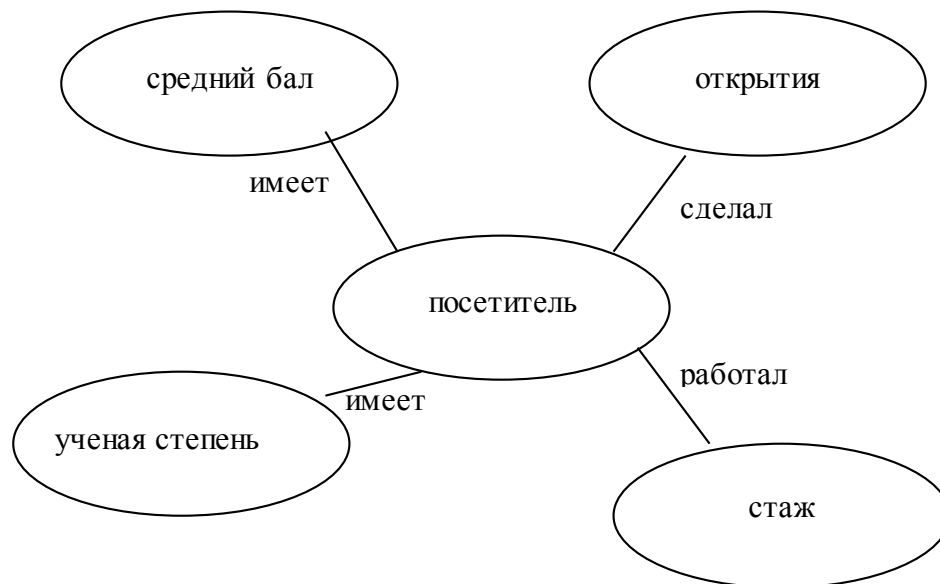 средний бал
открытия
имеет
сделал
посетитель
работал
имеет
ученая степень
стаж